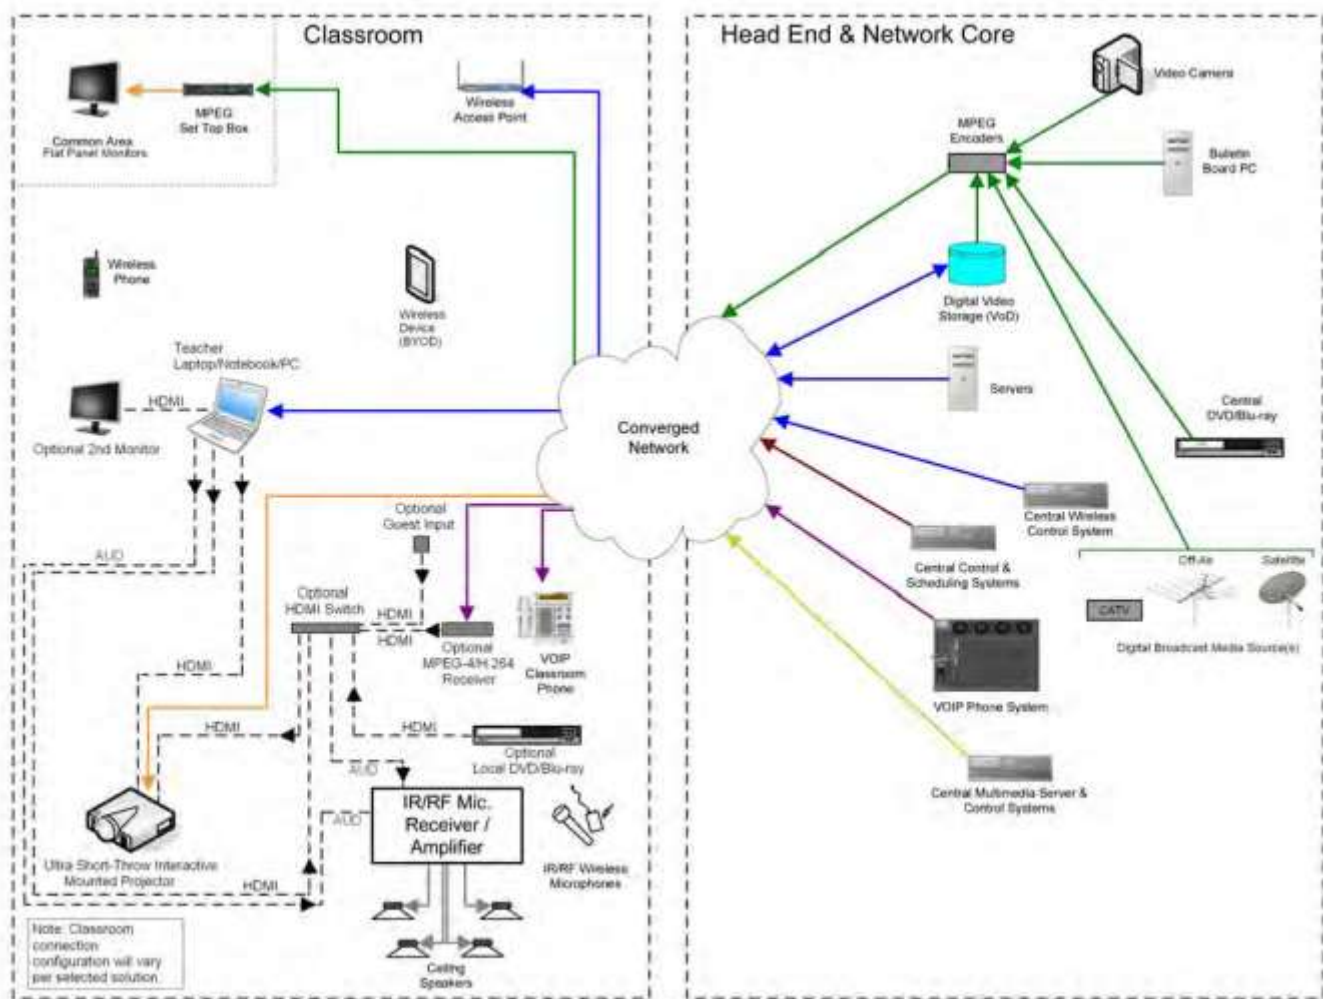 Classroom
Head End & Network Core
Common Area
Flat Panel Monitors
MPEG
Set Top Box
Wireless
Access Point
Wireless
Phone
Wireless
Device
(BYOD)
Teacher
Laptop/Notebook/PC
HDMI
Optional 2nd Monitor
Converged
Network
Optional
Guest Input
AUD
Optional
HDMI Switch
HDMI
HDMI
Optional
MPEG-4/H.264
Receiver
VOIP
Classroom
Phone
HDMI
HDMI
HDMI
Optional
Local DVD/Blu-ray
AUD
IR/RF Mic.
Receiver /
Amplifier
AUD
IR/RF Wireless
Microphones
Ultra Short-Throw Interactive
Mounted Projector
HDMI
Ceiling
Speakers
Note: Classroom
connection
configuration will vary
per selected solution.
Video Camera
MPEG
Encoders
Bulletin
Board PC
Digital Video
Storage (VoD)
Servers
Central
DVD/Blu-ray
Central Wireless
Control System
Central Control &
Scheduling Systems
Off-Air
Satellite
CATV
Digital Broadcast Media Source(s)
VOIP Phone System
Central Multimedia Server &
Control Systems